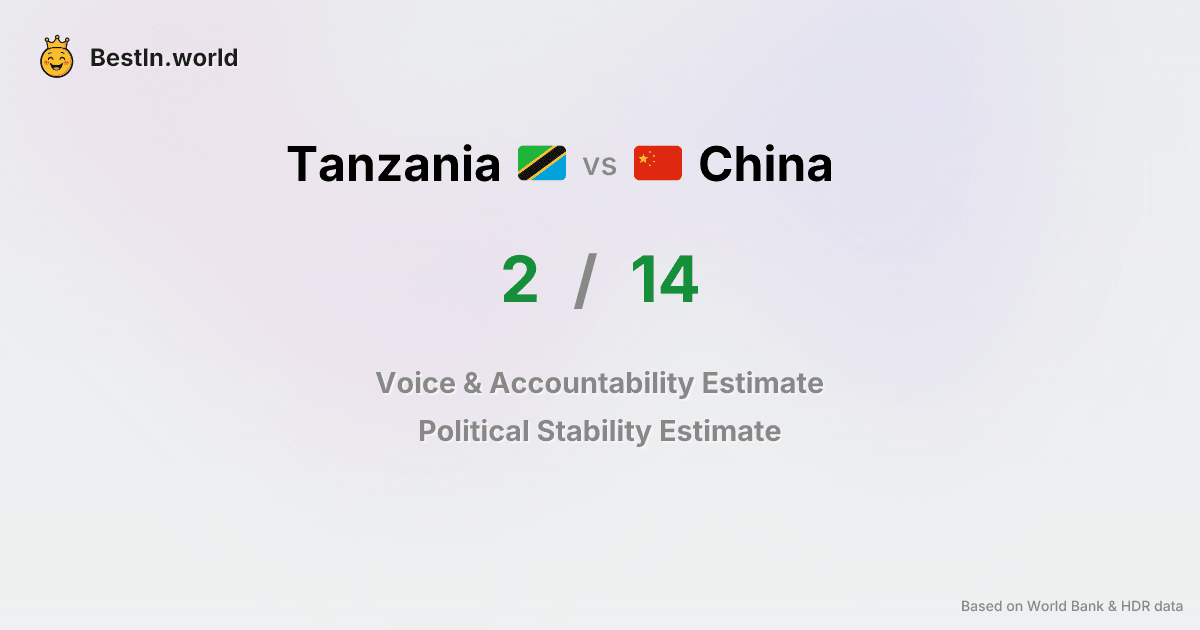 BestIn.world
Tanzania vs China
2 / 14
Voice & Accountability Estimate
Political Stability Estimate
Based on World Bank & HDR data